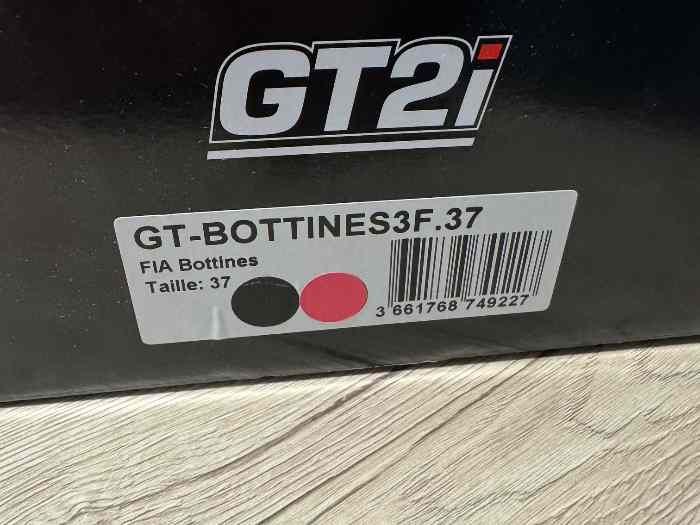 GT2i
GT-BOTTINES3F.37
FIA Bottines
Taille: 37
3 661768 749227